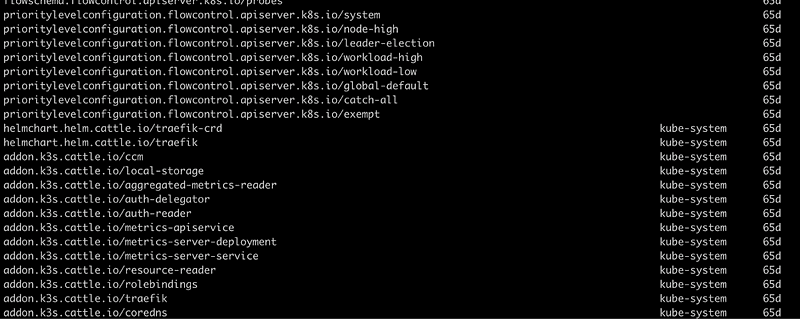 flowschema.flowcontrol.apiserver.k8s.io/probes 65d
prioritylevelconfiguration.flowcontrol.apiserver.k8s.io/system 65d
prioritylevelconfiguration.flowcontrol.apiserver.k8s.io/node-high 65d
prioritylevelconfiguration.flowcontrol.apiserver.k8s.io/leader-election 65d
prioritylevelconfiguration.flowcontrol.apiserver.k8s.io/workload-high 65d
prioritylevelconfiguration.flowcontrol.apiserver.k8s.io/workload-low 65d
prioritylevelconfiguration.flowcontrol.apiserver.k8s.io/global-default 65d
prioritylevelconfiguration.flowcontrol.apiserver.k8s.io/catch-all 65d
prioritylevelconfiguration.flowcontrol.apiserver.k8s.io/exempt 65d
helmchart.helm.cattle.io/traefik-crd kube-system 65d
helmchart.helm.cattle.io/traefik kube-system 65d
addon.k3s.cattle.io/ccm kube-system 65d
addon.k3s.cattle.io/local-storage kube-system 65d
addon.k3s.cattle.io/aggregated-metrics-reader kube-system 65d
addon.k3s.cattle.io/auth-delegator kube-system 65d
addon.k3s.cattle.io/auth-reader kube-system 65d
addon.k3s.cattle.io/metrics-apiservice kube-system 65d
addon.k3s.cattle.io/metrics-server-deployment kube-system 65d
addon.k3s.cattle.io/metrics-server-service kube-system 65d
addon.k3s.cattle.io/resource-reader kube-system 65d
addon.k3s.cattle.io/rolebindings kube-system 65d
addon.k3s.cattle.io/traefik kube-system 65d
addon.k3s.cattle.io/coredns kube-system 65d